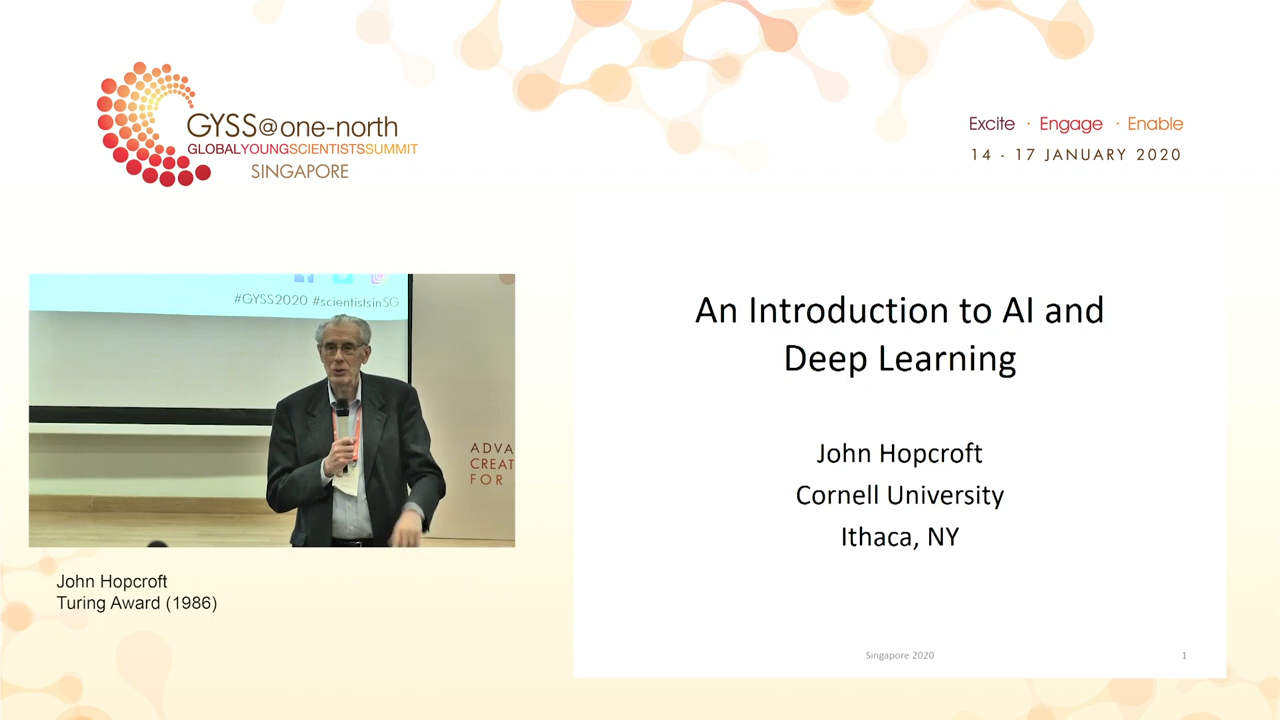 GYSS@one-north
GLOBALYOUNGSCIENTISTSSUMMIT
SINGAPORE
Excite · Engage · Enable
14 - 17 JANUARY 2020
#GYSS2020 #scientistsinSG
ADVA
CREAT
FOR
John Hopcroft
Turing Award (1986)
An Introduction to AI and
Deep Learning
John Hopcroft
Cornell University
Ithaca, NY
Singapore 2020
1